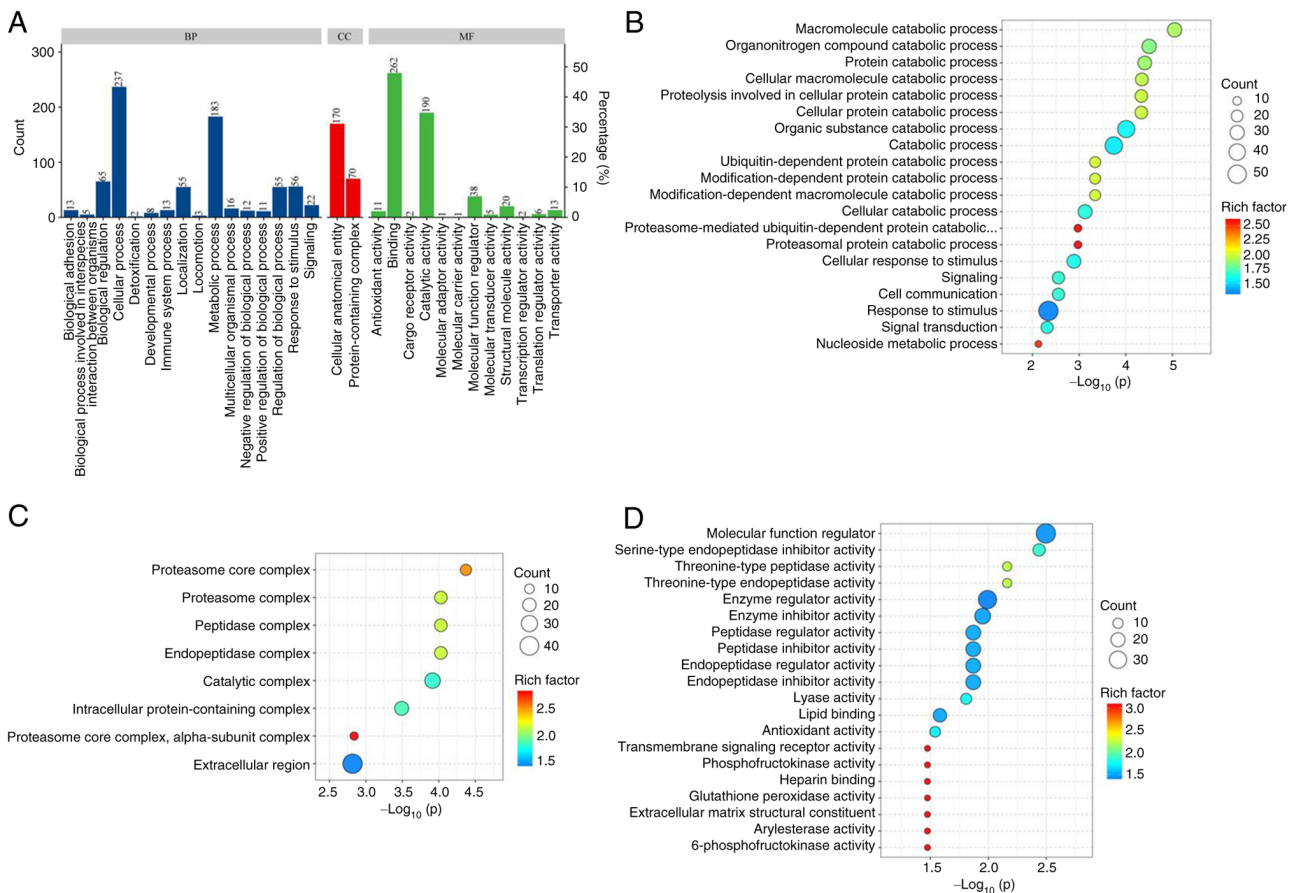 A
BP
CC
MF
300
200
100
0
Count
50
40
30
20
10
0
Percentage (%)
13
5
65
237
2
8
13
55
3
183
16
12
11
55
56
22
170
70
11
262
2
190
1
1
38
5
20
2
6
13
Biological adhesion
Biological process involved in interspecies
interaction between organisms
Biological regulation
Cellular process
Detoxification
Developmental process
Immune system process
Localization
Locomotion
Metabolic process
Multicellular organismal process
Negative regulation of biological process
Positive regulation of biological process
Regulation of biological process
Response to stimulus
Signaling
Cellular anatomical entity
Protein-containing complex
Antioxidant activity
Binding
Cargo receptor activity
Catalytic activity
Molecular adaptor activity
Molecular carrier activity
Molecular function regulator
Molecular transducer activity
Structural molecule activity
Transcription regulator activity
Translation regulator activity
Transporter activity
B
Macromolecule catabolic process
Organonitrogen compound catabolic process
Protein catabolic process
Cellular macromolecule catabolic process
Proteolysis involved in cellular protein catabolic process
Cellular protein catabolic process
Organic substance catabolic process
Catabolic process
Ubiquitin-dependent protein catabolic process
Modification-dependent protein catabolic process
Modification-dependent macromolecule catabolic process
Cellular catabolic process
Proteasome-mediated ubiquitin-dependent protein catabolic...
Proteasomal protein catabolic process
Cellular response to stimulus
Signaling
Cell communication
Response to stimulus
Signal transduction
Nucleoside metabolic process
2 3 4 5
−Log10 (p)
Count
10
20
30
40
50
Rich factor
2.50
2.25
2.00
1.75
1.50
C
Proteasome core complex
Proteasome complex
Peptidase complex
Endopeptidase complex
Catalytic complex
Intracellular protein-containing complex
Proteasome core complex, alpha-subunit complex
Extracellular region
2.5 3.0 3.5 4.0 4.5
−Log10 (p)
Count
10
20
30
40
Rich factor
2.5
2.0
1.5
D
Molecular function regulator
Serine-type endopeptidase inhibitor activity
Threonine-type peptidase activity
Threonine-type endopeptidase activity
Enzyme regulator activity
Enzyme inhibitor activity
Peptidase regulator activity
Peptidase inhibitor activity
Endopeptidase regulator activity
Endopeptidase inhibitor activity
Lyase activity
Lipid binding
Antioxidant activity
Transmembrane signaling receptor activity
Phosphofructokinase activity
Heparin binding
Glutathione peroxidase activity
Extracellular matrix structural constituent
Arylesterase activity
6-phosphofructokinase activity
1.5 2.0 2.5
−Log10 (p)
Count
10
20
30
Rich factor
3.0
2.5
2.0
1.5